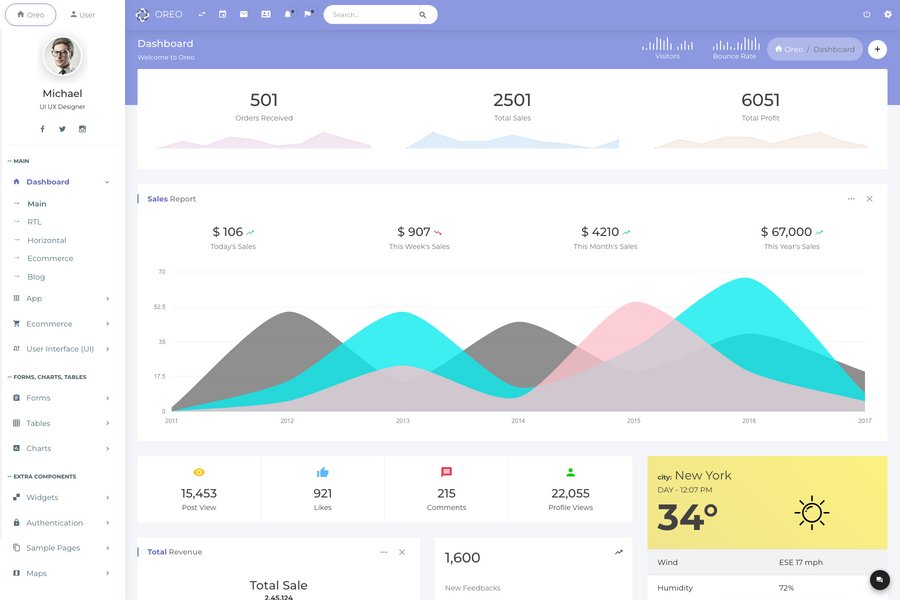 Oreo
User
OREO
Search...
Michael
UI UX Designer
-- MAIN
Dashboard
Main
RTL
Horizontal
Ecommerce
Blog
App
Ecommerce
User Interface (UI)
-- FORMS, CHARTS, TABLES
Forms
Tables
Charts
-- EXTRA COMPONENTS
Widgets
Authentication
Sample Pages
Maps
Dashboard
Welcome to Oreo
Visitors
Bounce Rate
Oreo / Dashboard
501
Orders Received
2501
Total Sales
6051
Total Profit
Sales Report
$ 106
Today's Sales
$ 907
This Week's Sales
$ 4210
This Month's Sales
$ 67,000
This Year's Sales
70
52.5
35
17.5
0
2011 2012 2013 2014 2015 2016 2017
15,453
Post View
921
Likes
215
Comments
22,055
Profile Views
city: New York
DAY - 12:07 PM
34°
Wind ESE 17 mph
Humidity 72%
Total Revenue
Total Sale
2,45,124
1,600
New Feedbacks